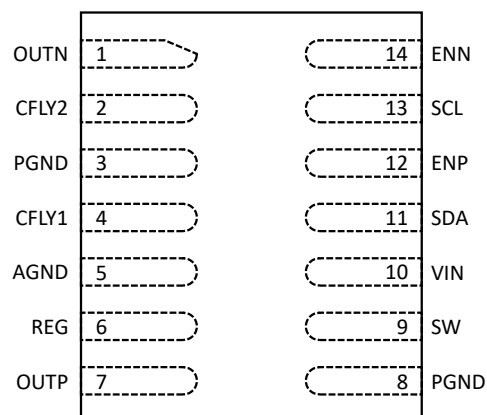 OUTN 1 14 ENN
CFLY2 2 13 SCL
PGND 3 12 ENP
CFLY1 4 11 SDA
AGND 5 10 VIN
REG 6 9 SW
OUTP 7 8 PGND